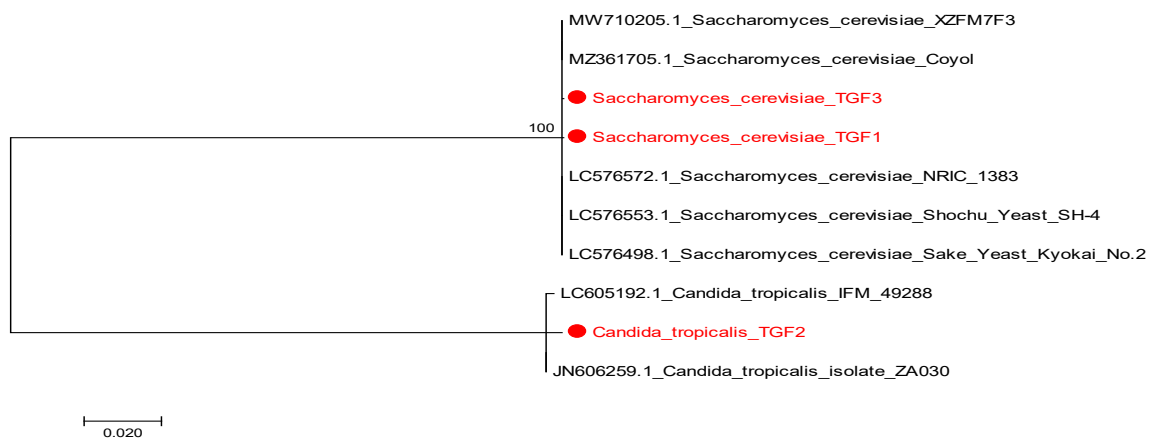 MW710205.1_Saccharomyces_cerevisiae_XZFM7F3
MZ361705.1_Saccharomyces_cerevisiae_Coyol
Saccharomyces_cerevisiae_TGF3
100
Saccharomyces_cerevisiae_TGF1
LC576572.1_Saccharomyces_cerevisiae_NRIC_1383
LC576553.1_Saccharomyces_cerevisiae_Shochu_Yeast_SH-4
LC576498.1_Saccharomyces_cerevisiae_Sake_Yeast_Kyokai_No.2
LC605192.1_Candida_tropicalis_IFM_49288
Candida_tropicalis_TGF2
JN606259.1_Candida_tropicalis_isolate_ZA030
0.020